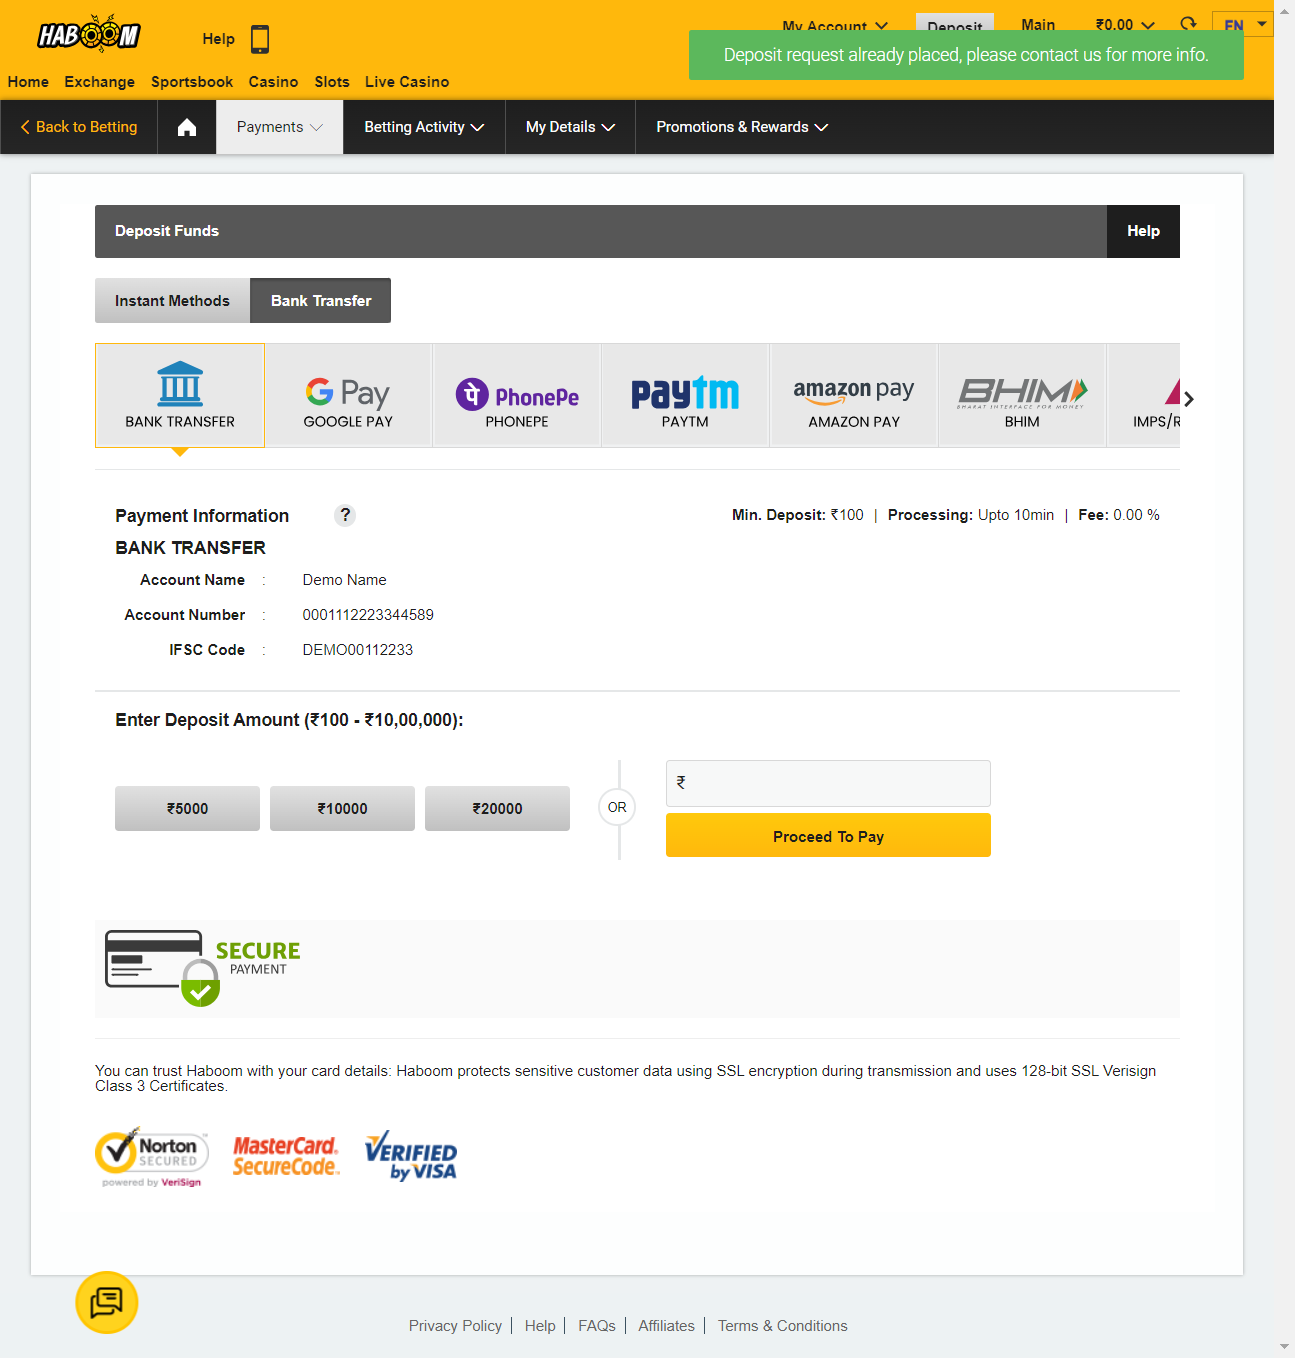 HABOOM
Help
My Account
Deposit
Main
₹0.00
EN
Deposit request already placed, please contact us for more info.
Home Exchange Sportsbook Casino Slots Live Casino
Back to Betting
Payments
Betting Activity
My Details
Promotions & Rewards
Deposit Funds
Help
Instant Methods
Bank Transfer
BANK TRANSFER
G Pay
GOOGLE PAY
पे PhonePe
PHONEPE
paytm
PAYTM
amazon pay
AMAZON PAY
BHIM
BHARAT INTERFACE FOR MONEY
BHIM
IMPS/R
Payment Information ?
Min. Deposit: ₹100 | Processing: Upto 10min | Fee: 0.00 %
BANK TRANSFER
Account Name : Demo Name
Account Number : 0001112223344589
IFSC Code : DEMO00112233
Enter Deposit Amount (₹100 - ₹10,00,000):
₹5000
₹10000
₹20000
OR
₹
Proceed To Pay
SECURE
PAYMENT
You can trust Haboom with your card details: Haboom protects sensitive customer data using SSL encryption during transmission and uses 128-bit SSL Verisign
Class 3 Certificates.
Norton
SECURED
powered by VeriSign
MasterCard.
SecureCode.
VERIFIED
by VISA
Privacy Policy | Help | FAQs | Affiliates | Terms & Conditions